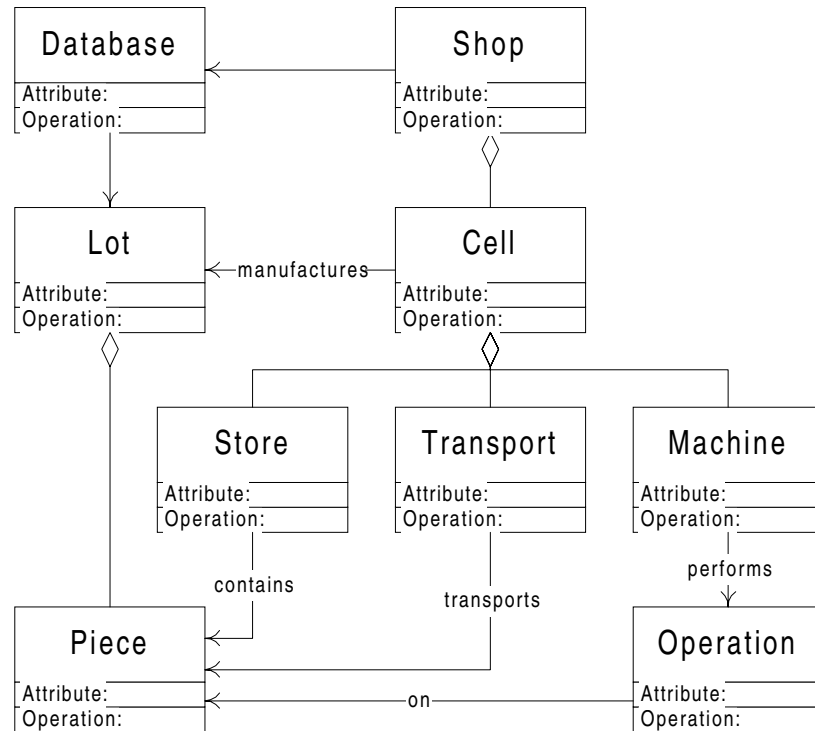 Database
Attribute:
Operation:
Shop
Attribute:
Operation:
Lot
Attribute:
Operation:
manufactures
Cell
Attribute:
Operation:
Store
Attribute:
Operation:
Transport
Attribute:
Operation:
Machine
Attribute:
Operation:
contains
transports
performs
Piece
Attribute:
Operation:
on
Operation
Attribute:
Operation: